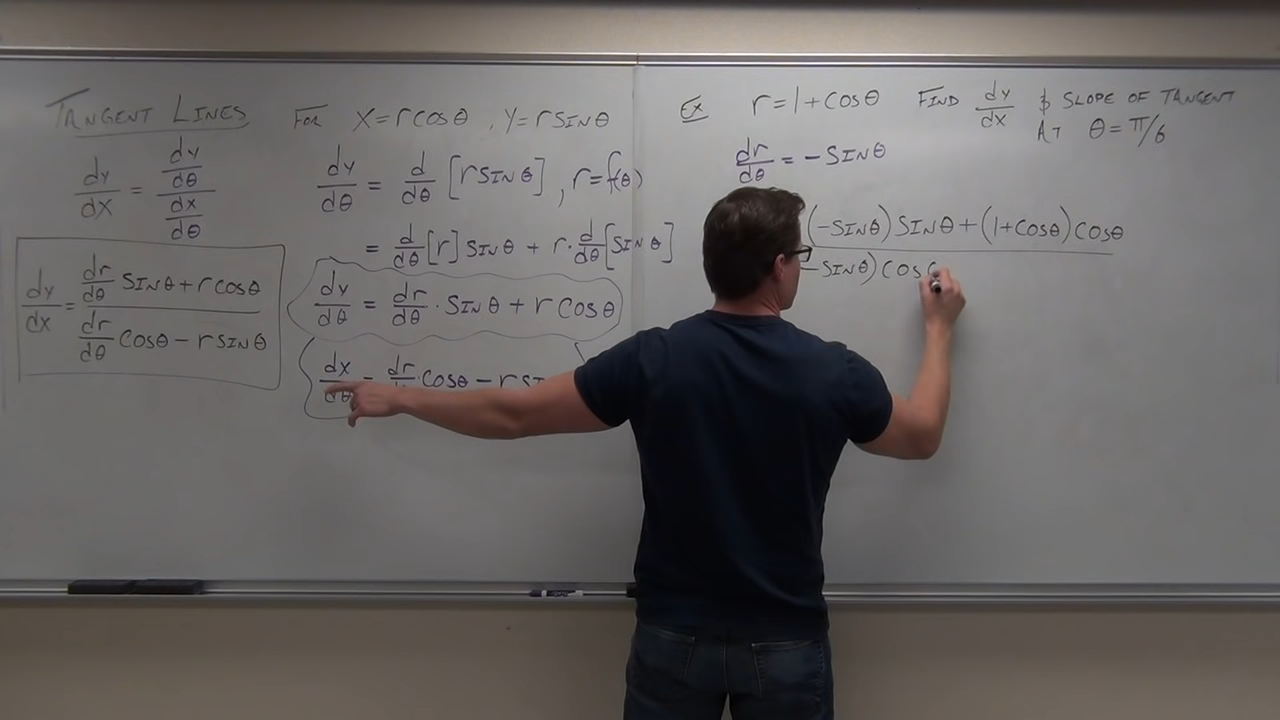 TANGENT LINES
dy/dx = (dy/dθ)/(dx/dθ)
dy/dx = (dr/dθ SINθ + r COSθ)/(dr/dθ COSθ − r SINθ)
FOR X = r COSθ , Y = r SINθ
dy/dθ = d/dθ [r SINθ] , r = f(θ)
= d/dθ [r] SINθ + r · d/dθ [SINθ]
dy/dθ = dr/dθ · SINθ + r COSθ
dx/dθ = dr/dθ COSθ − r
EX r = 1 + COSθ FIND dy/dx & SLOPE OF TANGENT
AT θ = π/6
dr/dθ = − SINθ
(−SINθ) SINθ + (1 + COSθ) COSθ
− SINθ) COS